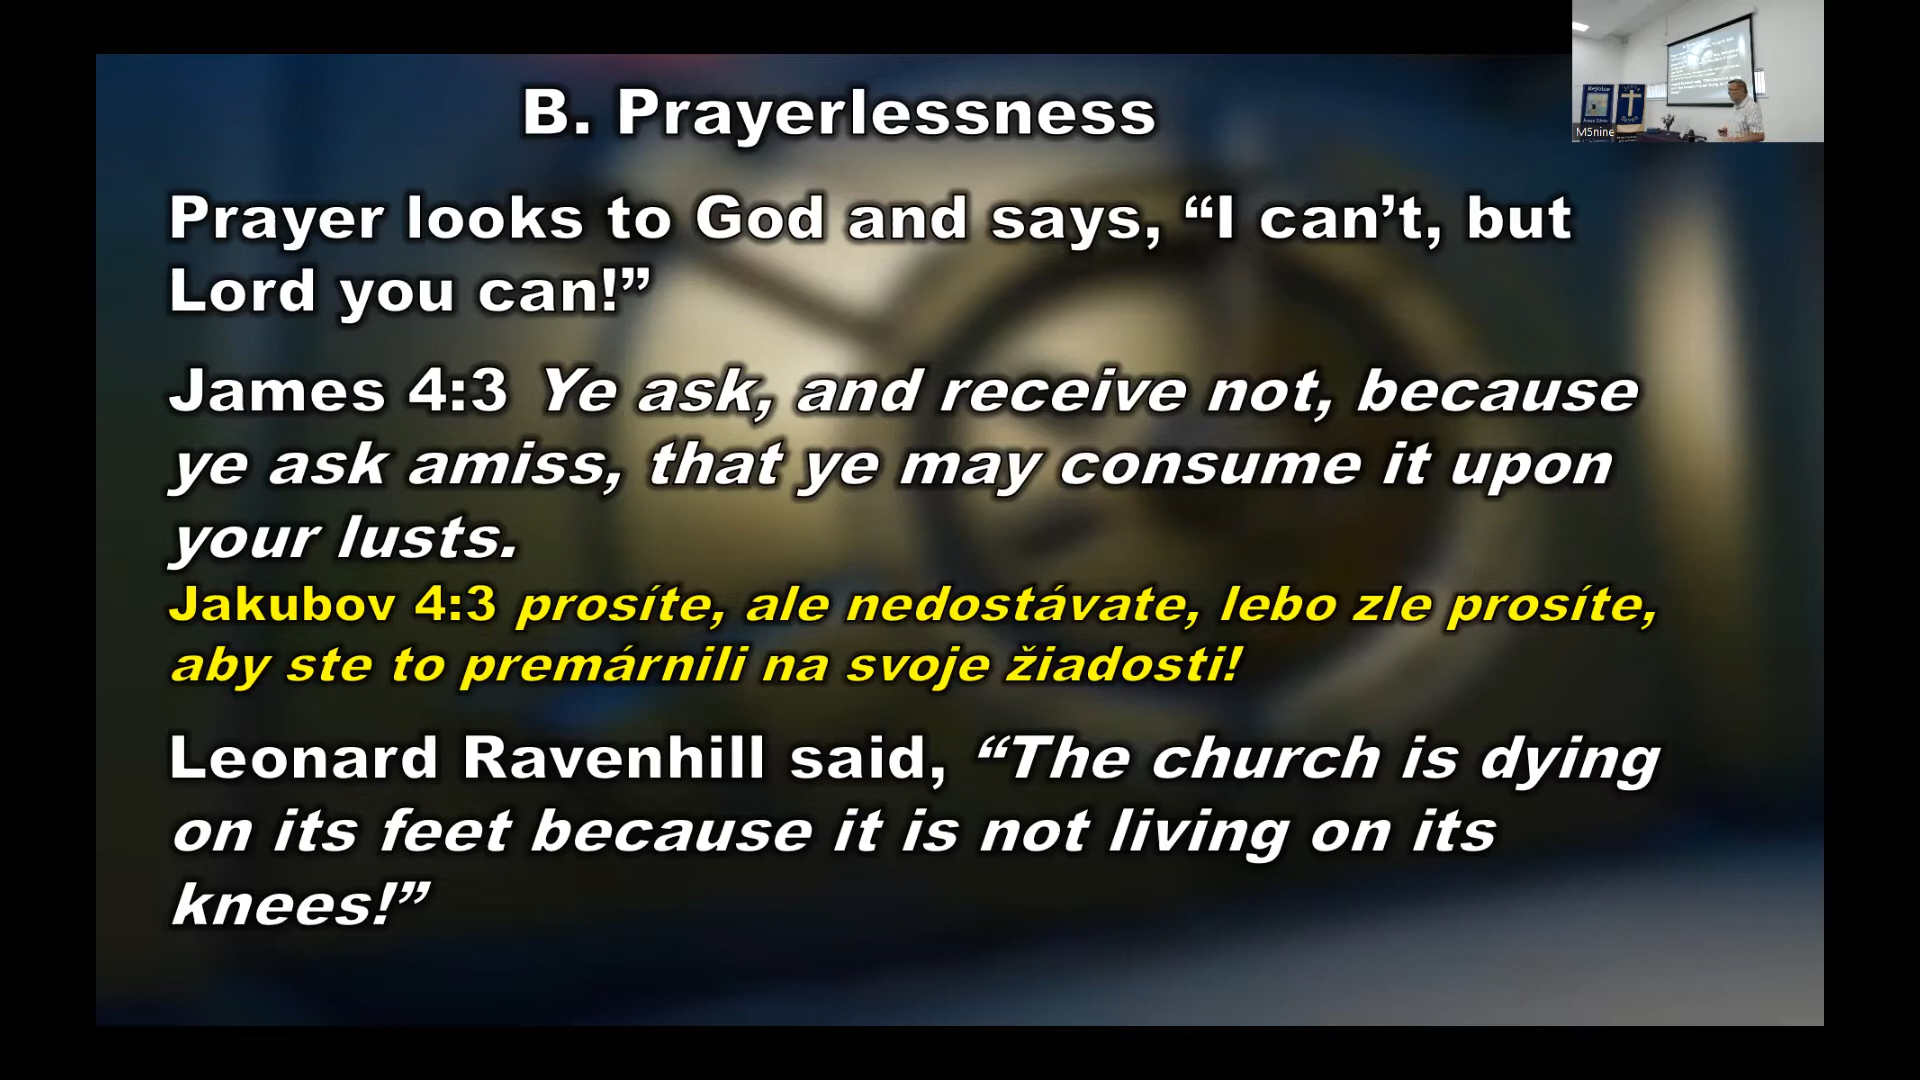 B. Prayerlessness
Prayer looks to God and says, “I can’t, but
Lord you can!”
James 4:3 Ye ask, and receive not, because
ye ask amiss, that ye may consume it upon
your lusts.
Jakubov 4:3 prosíte, ale nedostávate, lebo zle prosíte,
aby ste to premárnili na svoje žiadosti!
Leonard Ravenhill said, “The church is dying
on its feet because it is not living on its
knees!”
Rejoice
M5nine